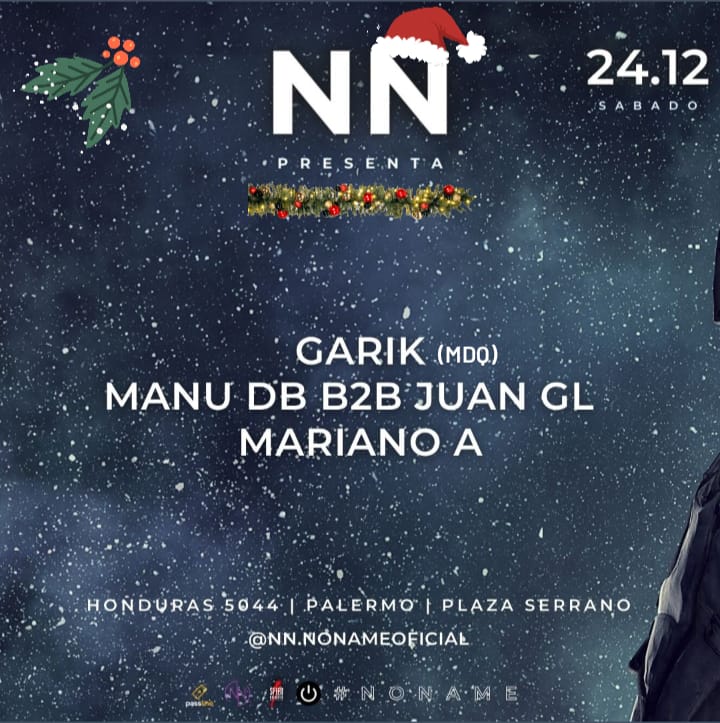 NN
24.12
SABADO
PRESENTA
GARIK (MDQ)
MANU DB B2B JUAN GL
MARIANO A
HONDURAS 5044 | PALERMO | PLAZA SERRANO
@NN.NONAMEOFICIAL
passline #NONAME